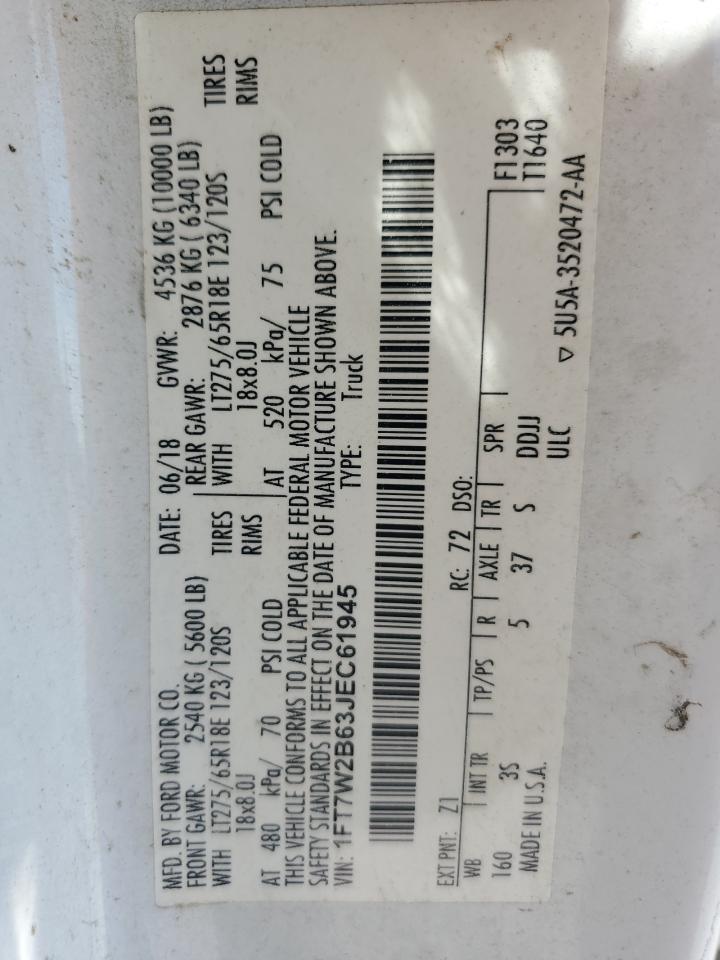 MFD. BY FORD MOTOR CO.
DATE: 06/18 GVWR: 4536 KG (10000 LB)
FRONT GAWR: 2540 KG ( 5600 LB)
REAR GAWR: 2876 KG ( 6340 LB)
WITH LT275/65R18E 123/120S TIRES
WITH LT275/65R18E 123/120S TIRES
18x8.0J RIMS
18x8.0J RIMS
AT 480 kPa/ 70 PSI COLD
AT 520 kPa/ 75 PSI COLD
THIS VEHICLE CONFORMS TO ALL APPLICABLE FEDERAL MOTOR VEHICLE
SAFETY STANDARDS IN EFFECT ON THE DATE OF MANUFACTURE SHOWN ABOVE.
VIN: 1FT7W2B63JEC61945
TYPE: Truck
EXT PNT: Z1 RC: 72 DSO:
WB INT TR TP/PS R AXLE TR SPR F1303
160 3S 5 37 S DDJJ T1640
MADE IN U.S.A. ULC
▽ 5U5A-3520472-AA